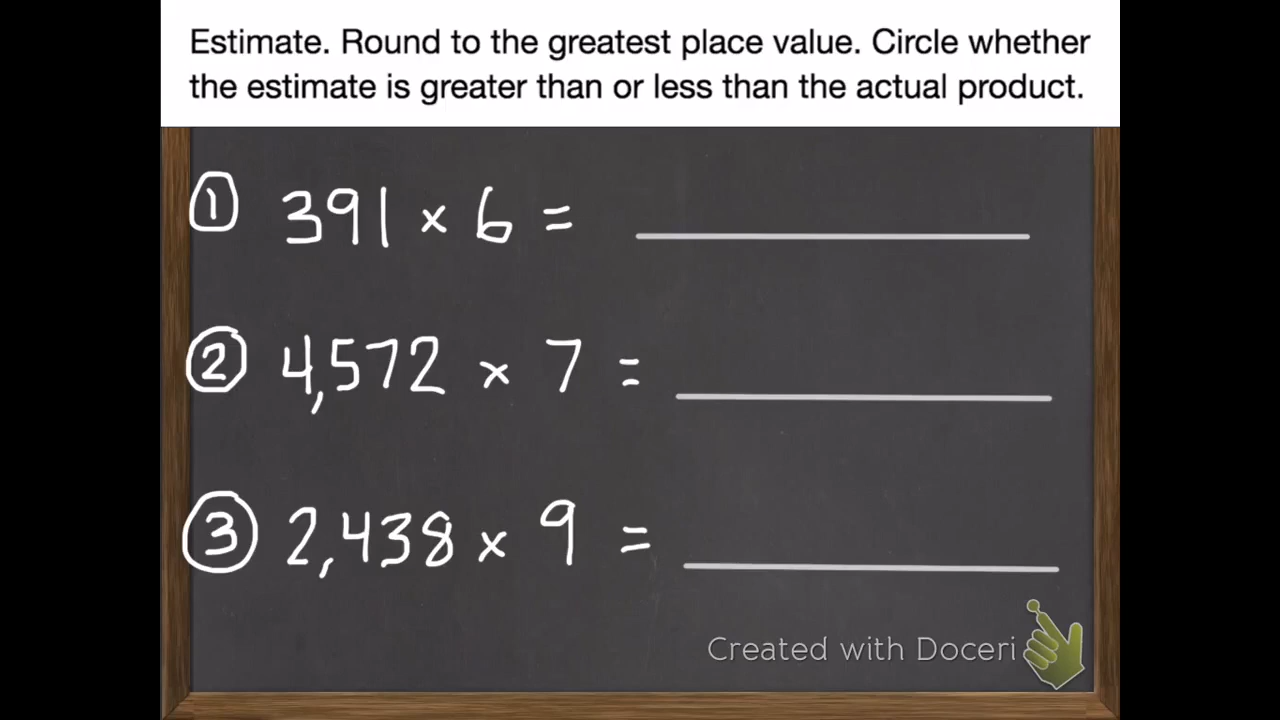 Estimate. Round to the greatest place value. Circle whether
the estimate is greater than or less than the actual product.
① 391 × 6 =
② 4,572 × 7 =
③ 2,438 × 9 =
Created with Doceri